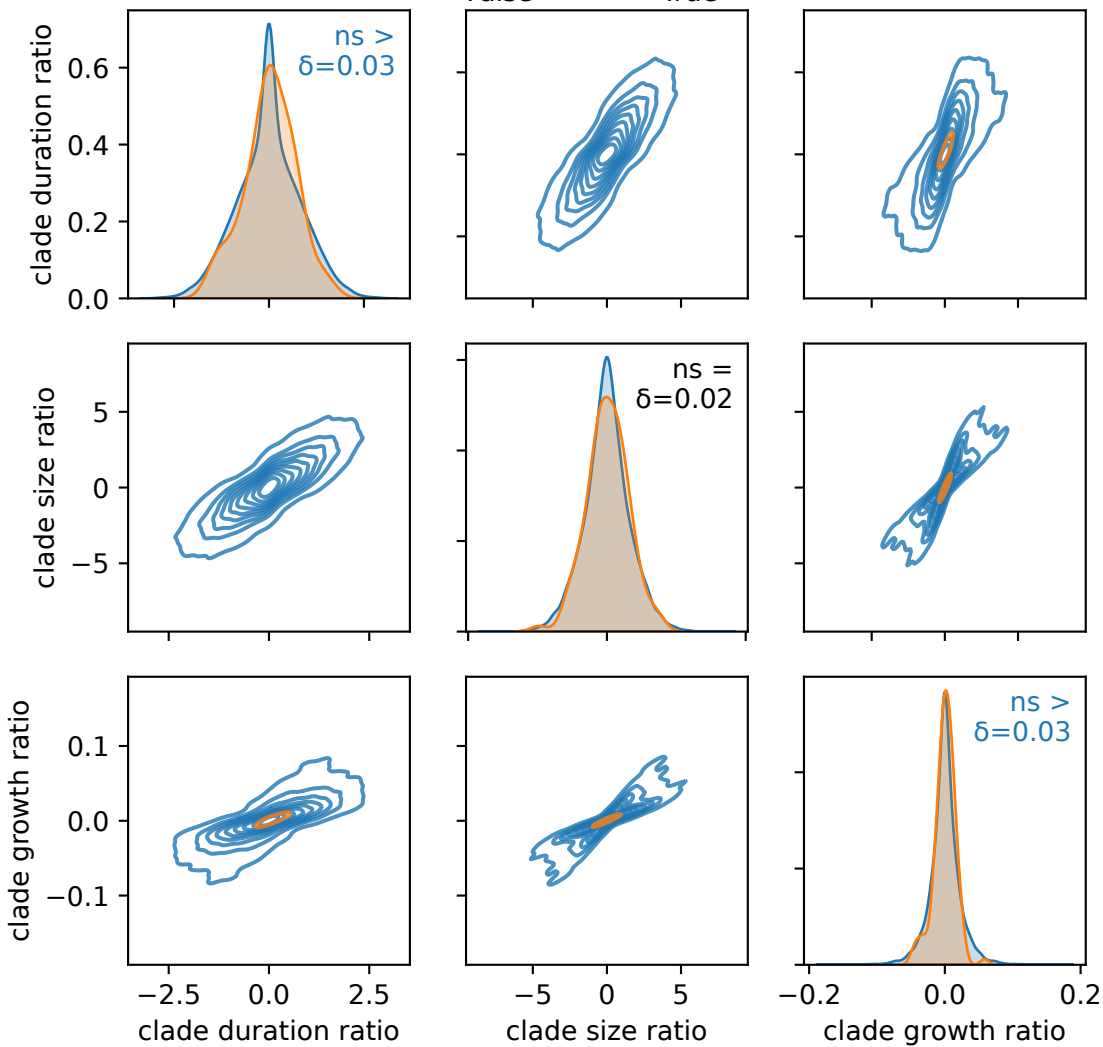 clade duration ratio
0.6
0.4
0.2
0.0
ns >
δ=0.03
clade size ratio
5
0
−5
ns =
δ=0.02
clade growth ratio
0.1
0.0
−0.1
ns >
δ=0.03
−2.5 0.0 2.5
−5 0 5
−0.2 0.0 0.2
clade duration ratio
clade size ratio
clade growth ratio